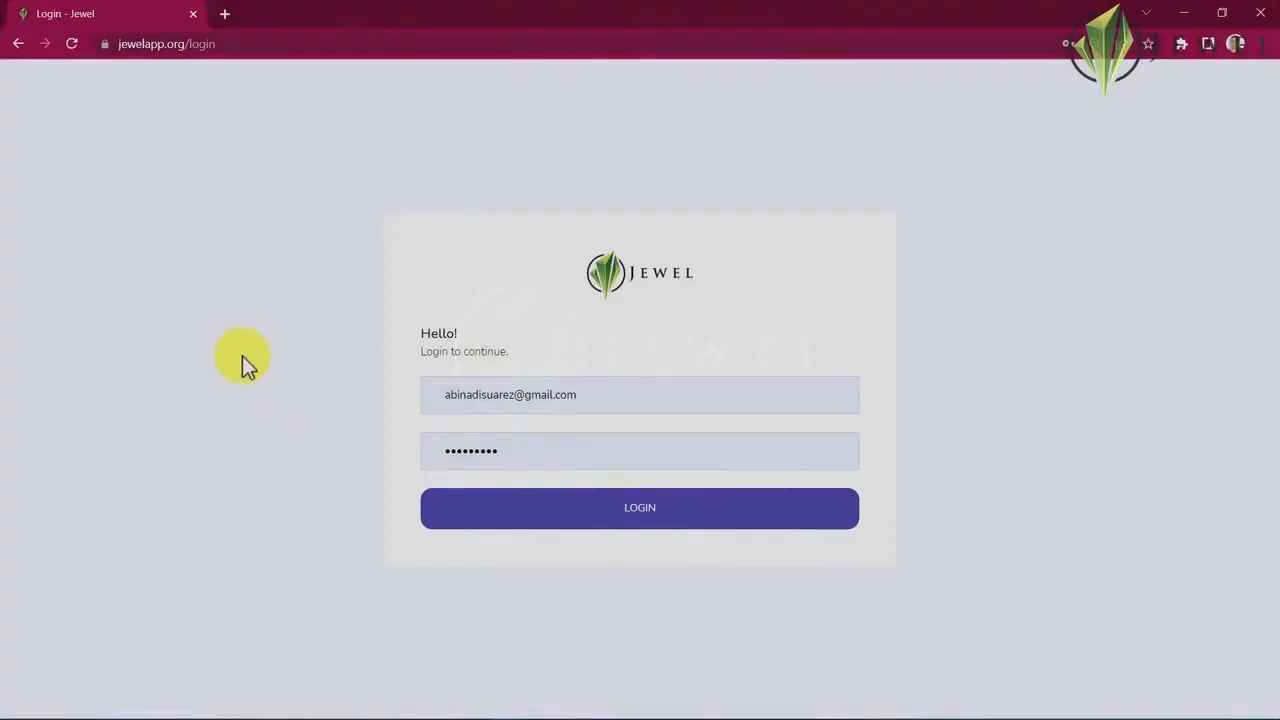 Login - Jewel
jewelapp.org/login
JEWEL
Hello!
Login to continue.
abinadisuarez@gmail.com
•••••••••
LOGIN